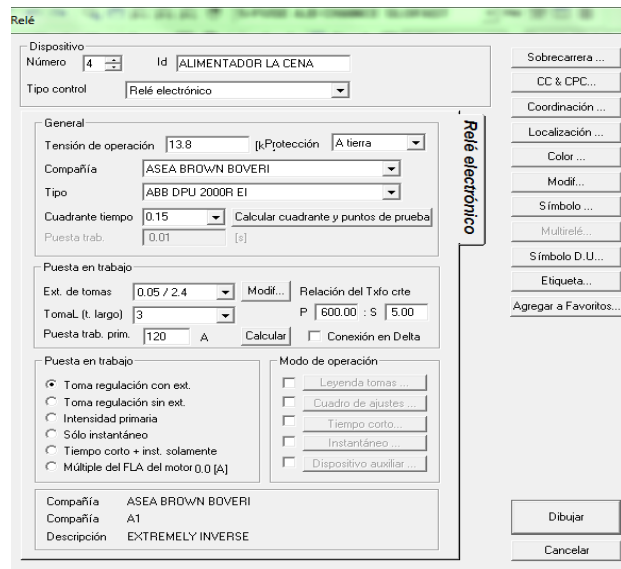 Relé
Dispositivo
Número 4 Id ALIMENTADOR LA CENA
Tipo control Relé electrónico
General
Tensión de operación 13.8 [k Protección A tierra
Compañía ASEA BROWN BOVERI
Tipo ABB DPU 2000R EI
Cuadrante tiempo 0.15 Calcular cuadrante y puntos de prueba
Puesta trab. 0.01 [s]
Relé electrónico
Puesta en trabajo
Ext. de tomas 0.05 / 2.4 Modif... Relación del Txfo crte
TomaL (t. largo) 3 P 600.00 : S 5.00
Puesta trab. prim. 120 A Calcular Conexión en Delta
Puesta en trabajo
Toma regulación con ext.
Toma regulación sin ext.
Intensidad primaria
Sólo instantáneo
Tiempo corto + inst. solamente
Múltiple del FLA del motor 0.0 [A]
Modo de operación
Leyenda tomas ...
Cuadro de ajustes ...
Tiempo corto...
Instantáneo ...
Dispositivo auxiliar ...
Compañía ASEA BROWN BOVERI
Compañía A1
Descripción EXTREMELY INVERSE
Sobrecarrera ...
CC & CPC...
Coordinación ...
Localización ...
Color ...
Modif...
Símbolo ...
Multirelé...
Símbolo D.U...
Etiqueta...
Agregar a Favoritos...
Dibujar
Cancelar